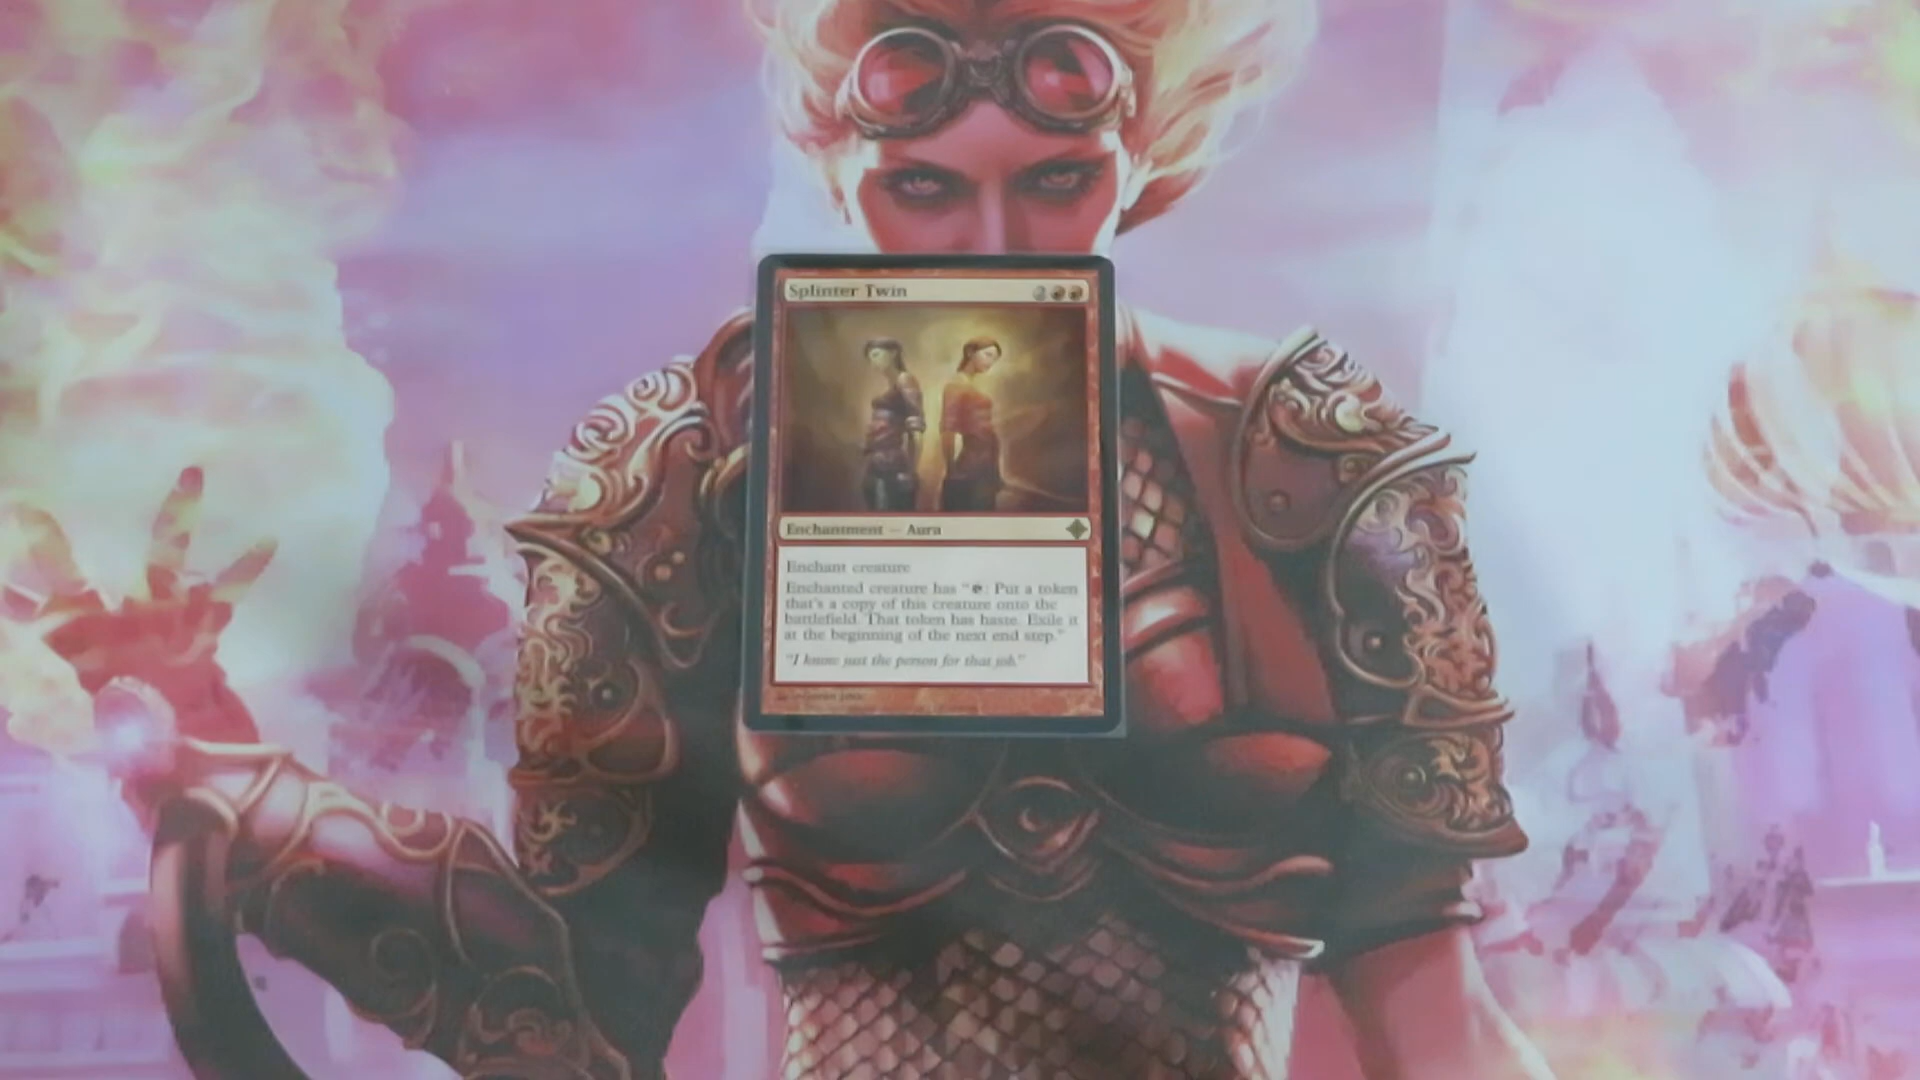 Splinter Twin 2
Enchantment — Aura
Enchant creature
Enchanted creature has “: Put a token
that's a copy of this creature onto the
battlefield. That token has haste. Exile it
at the beginning of the next end step.”
“I know just the person for that job.”